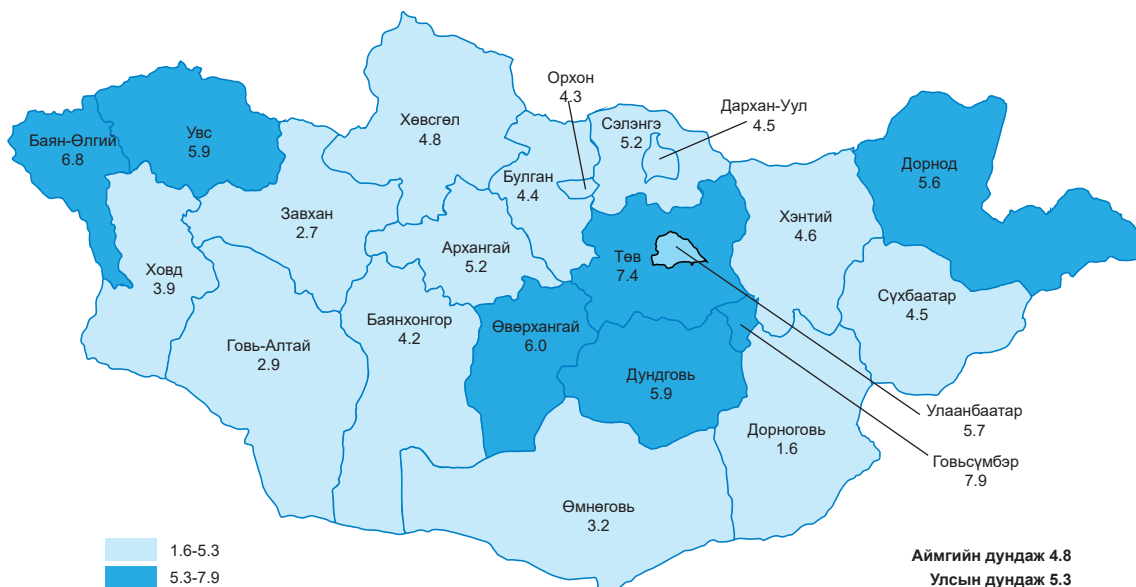 Орхон
4.3
Дархан-Уул
4.5
Хөвсгөл
4.8
Сэлэнгэ
5.2
Увс
5.9
Баян-Өлгий
6.8
Дорнод
5.6
Булган
4.4
Завхан
2.7
Хэнтий
4.6
Архангай
5.2
Төв
7.4
Ховд
3.9
Сүхбаатар
4.5
Баянхонгор
4.2
Өвөрхангай
6.0
Говь-Алтай
2.9
Дундговь
5.9
Улаанбаатар
5.7
Дорноговь
1.6
Говьсүмбэр
7.9
Өмнөговь
3.2
1.6-5.3
5.3-7.9
Аймгийн дундаж 4.8
Улсын дундаж 5.3